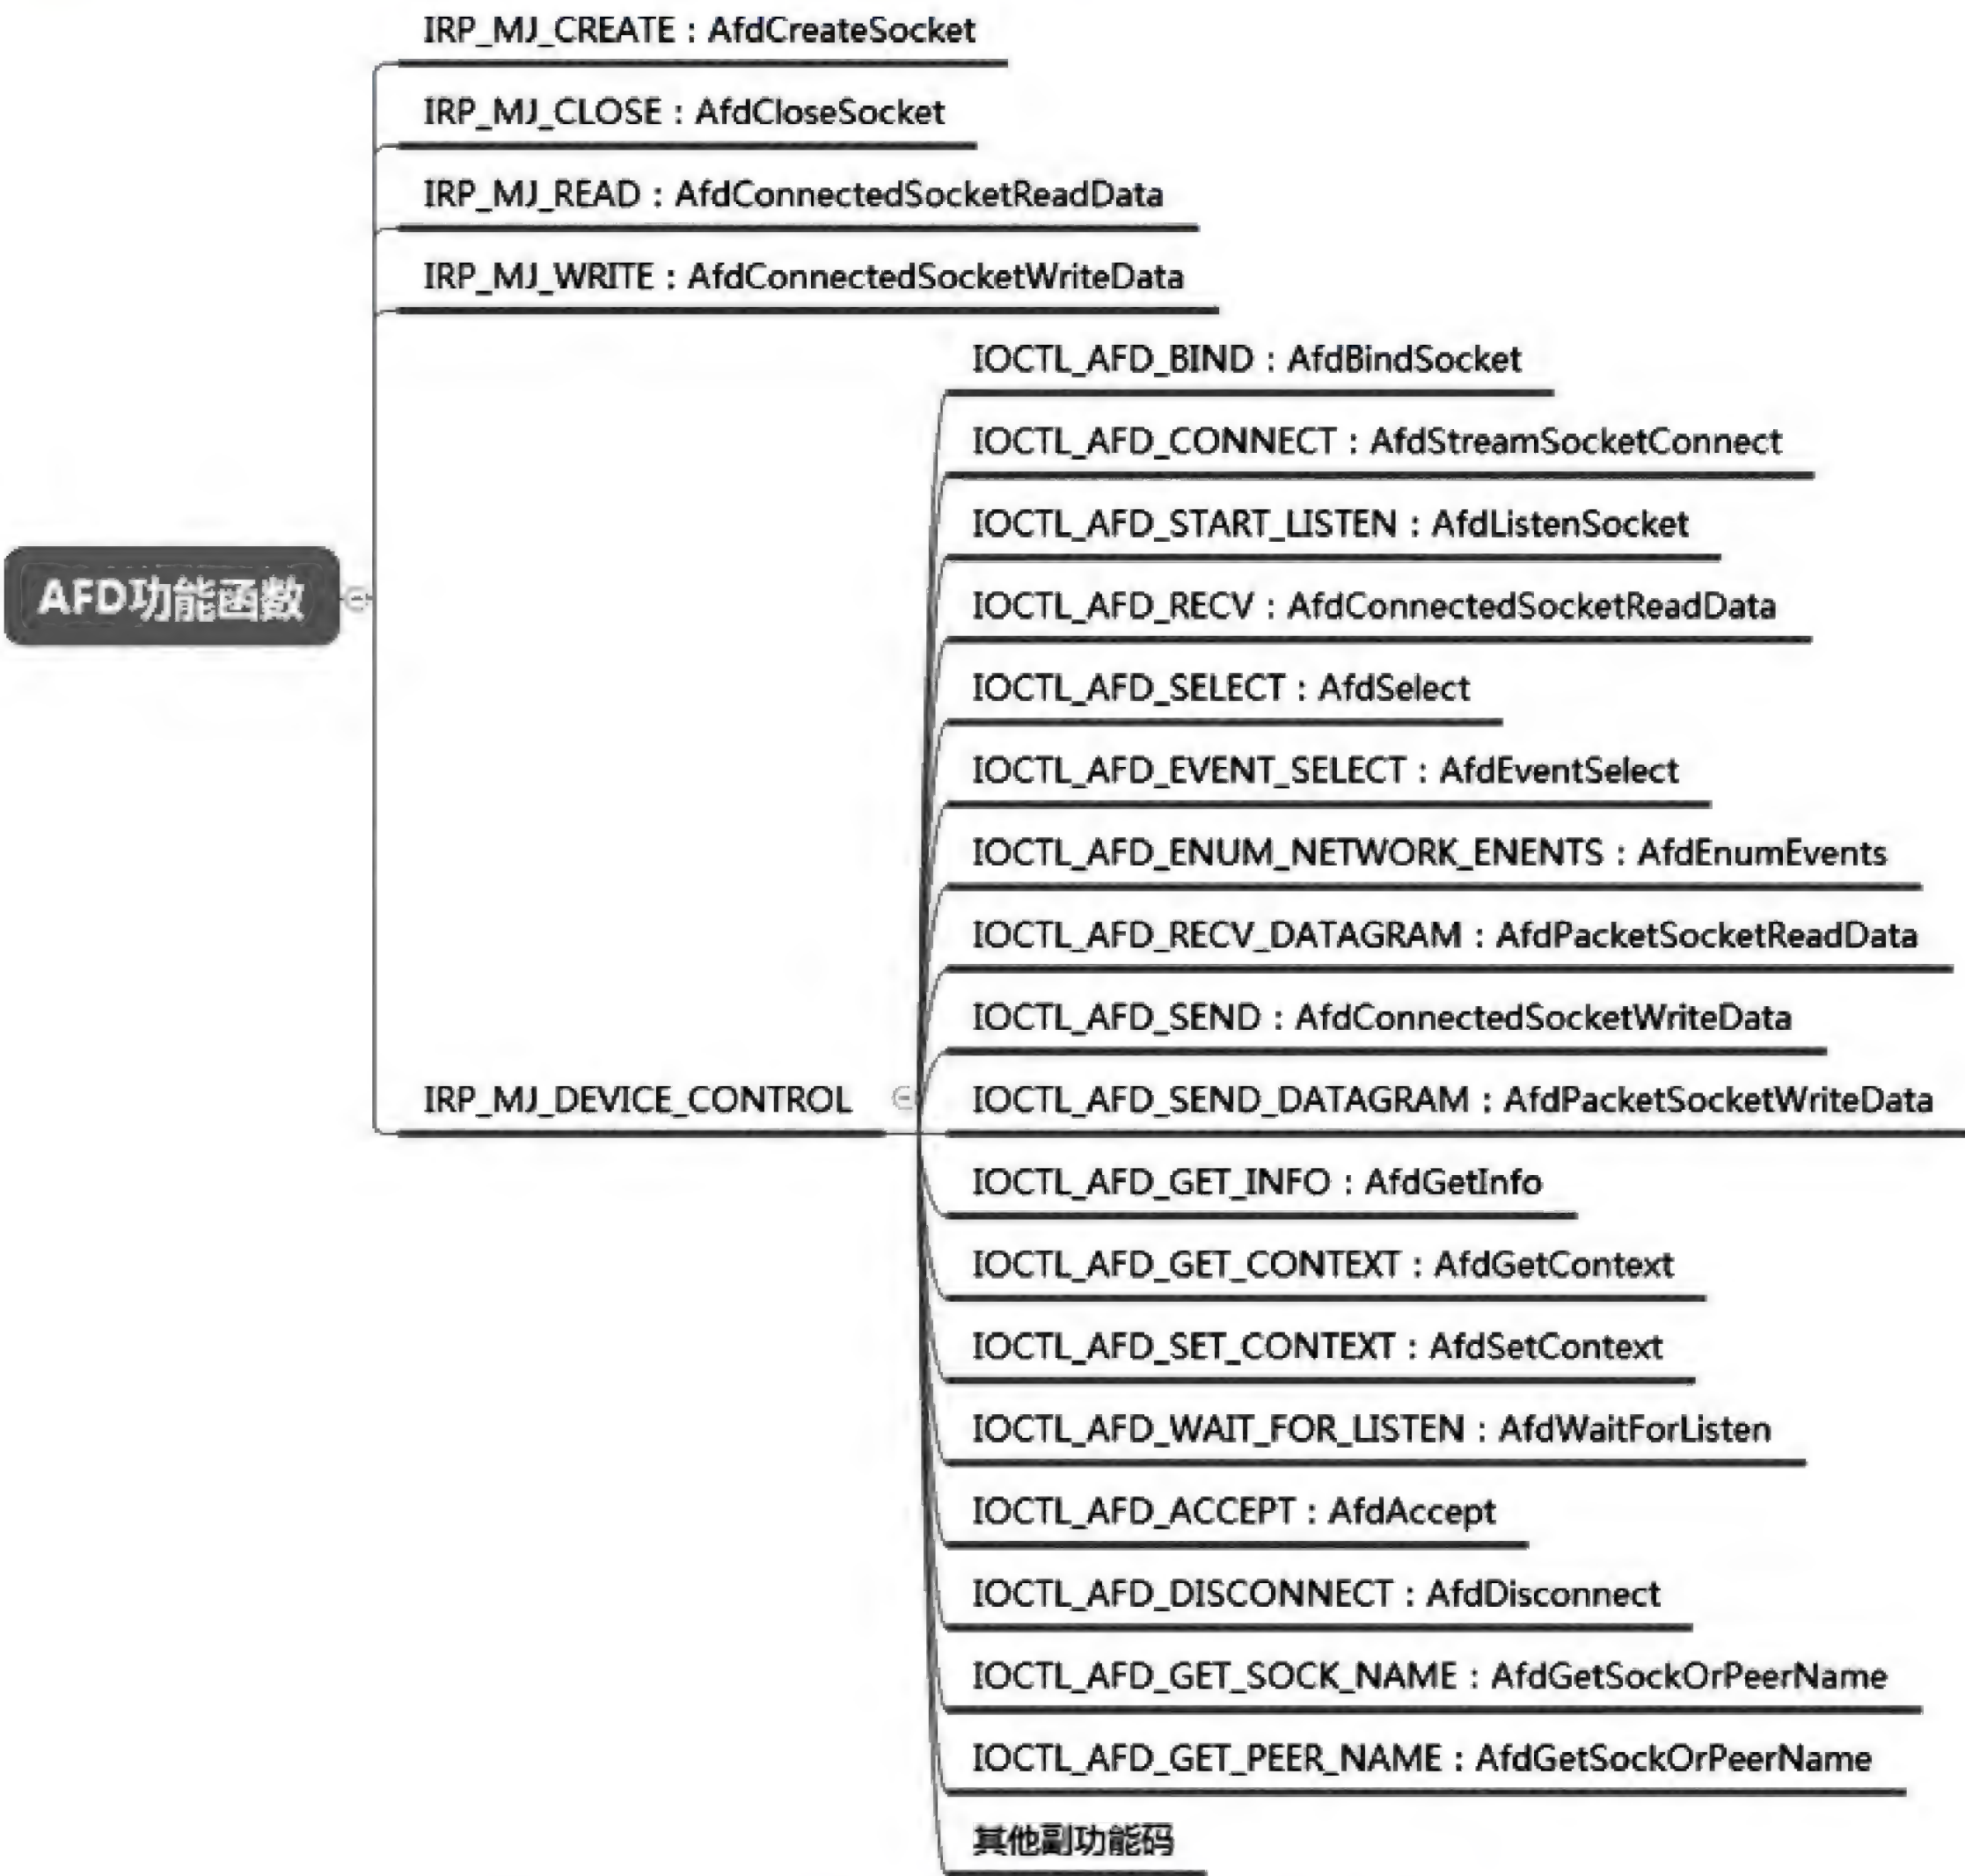 IRP_MJ_CREATE：AfdCreateSocket
IRP_MJ_CLOSE：AfdCloseSocket
IRP_MJ_READ：AfdConnectedSocketReadData
IRP_MJ_WRITE：AfdConnectedSocketWriteData
AFD功能函数
IRP_MJ_DEVICE_CONTROL
IOCTL_AFD_BIND：AfdBindSocket
IOCTL_AFD_CONNECT：AfdStreamSocketConnect
IOCTL_AFD_START_LISTEN：AfdListenSocket
IOCTL_AFD_RECV：AfdConnectedSocketReadData
IOCTL_AFD_SELECT：AfdSelect
IOCTL_AFD_EVENT_SELECT：AfdEventSelect
IOCTL_AFD_ENUM_NETWORK_ENENTS：AfdEnumEvents
IOCTL_AFD_RECV_DATAGRAM：AfdPacketSocketReadData
IOCTL_AFD_SEND：AfdConnectedSocketWriteData
IOCTL_AFD_SEND_DATAGRAM：AfdPacketSocketWriteData
IOCTL_AFD_GET_INFO：AfdGetInfo
IOCTL_AFD_GET_CONTEXT：AfdGetContext
IOCTL_AFD_SET_CONTEXT：AfdSetContext
IOCTL_AFD_WAIT_FOR_LISTEN：AfdWaitForListen
IOCTL_AFD_ACCEPT：AfdAccept
IOCTL_AFD_DISCONNECT：AfdDisconnect
IOCTL_AFD_GET_SOCK_NAME：AfdGetSockOrPeerName
IOCTL_AFD_GET_PEER_NAME：AfdGetSockOrPeerName
其他副功能码